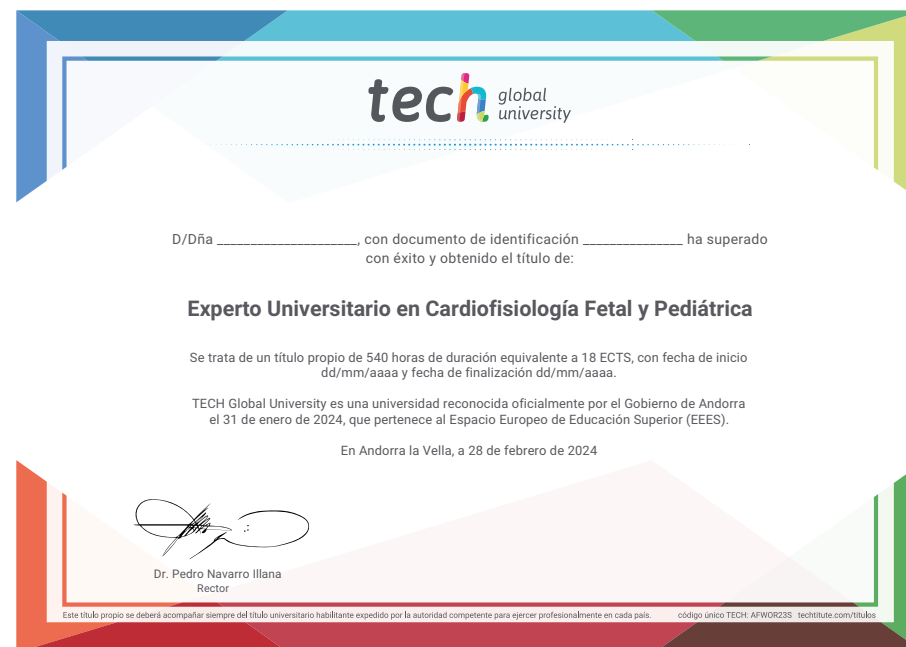 tech global university
D/Dña _____________________, con documento de identificación _______________ ha superado
con éxito y obtenido el título de:
Experto Universitario en Cardiofisiología Fetal y Pediátrica
Se trata de un título propio de 540 horas de duración equivalente a 18 ECTS, con fecha de inicio
dd/mm/aaaa y fecha de finalización dd/mm/aaaa.
TECH Global University es una universidad reconocida oficialmente por el Gobierno de Andorra
el 31 de enero de 2024, que pertenece al Espacio Europeo de Educación Superior (EEES).
En Andorra la Vella, a 28 de febrero de 2024
Dr. Pedro Navarro Illana
Rector
Este título propio se deberá acompañar siempre del título universitario habilitante expedido por la autoridad competente para ejercer profesionalmente en cada país. código único TECH: AFWOR23S techtitute.com/titulos